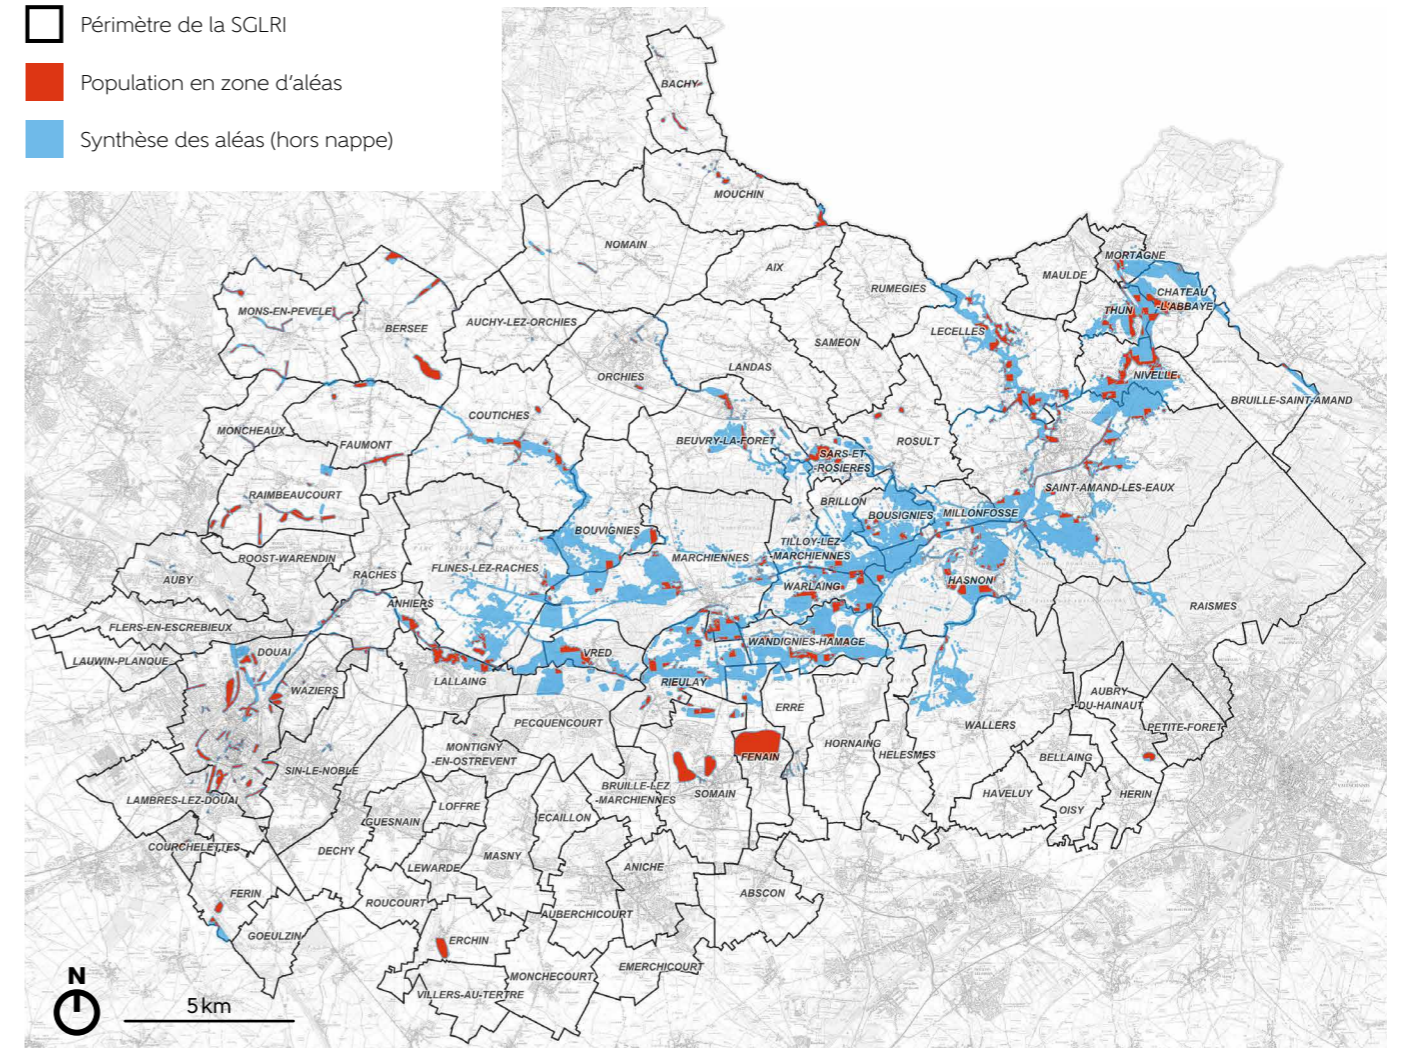 Périmètre de la SGLRI
Population en zone d'aléas
Synthèse des aléas (hors nappe)
BACHY
MOUCHIN
NOMAIN
AIX
RUMEGIES
MAULDE
MORTAGNE
CHATEAU
-L'ABBAYE
THUN
MONS-EN-PEVELE
BERSEE
AUCHY-LEZ-ORCHIES
LECELLES
SAMEON
LANDAS
ORCHIES
NIVELLE
BRUILLE-SAINT-AMAND
COUTICHES
MONCHEAUX
FAUMONT
BEUVRY-LA-FORET
ROSULT
SARS-ET
-ROSIERES
RAIMBEAUCOURT
BRILLON
BOUSIGNIES
MILLONFOSSE
SAINT-AMAND-LES-EAUX
BOUVIGNIES
TILLOY-LEZ
-MARCHIENNES
MARCHIENNES
ROOST-WARENDIN
FLINES-LEZ-RACHES
RACHES
AUBY
WARLAING
HASNON
ANHIERS
RAISMES
FLERS-EN-ESCREBIEUX
WANDIGNIES-HAMAGE
LAUWIN-PLANQUE
DOUAI
VRED
LALLAING
RIEULAY
WAZIERS
AUBRY
-DU-HAINAUT
ERRE
PECQUENCOURT
WALLERS
PETITE-FORET
MONTIGNY
-EN-OSTREVENT
HORNAING
HELESMES
FENAIN
BELLAING
SIN-LE-NOBLE
BRUILLE-LEZ
-MARCHIENNES
SOMAIN
HAVELUY
HERIN
LAMBRES-LEZ-DOUAI
LOFFRE
OISY
GUESNAIN
ECAILLON
COURCHELETTES
DECHY
MASNY
LEWARDE
ANICHE
FERIN
ABSCON
ROUCOURT
AUBERCHICOURT
GOEULZIN
ERCHIN
EMERCHICOURT
MONCHECOURT
VILLERS-AU-TERTRE
N
5 km